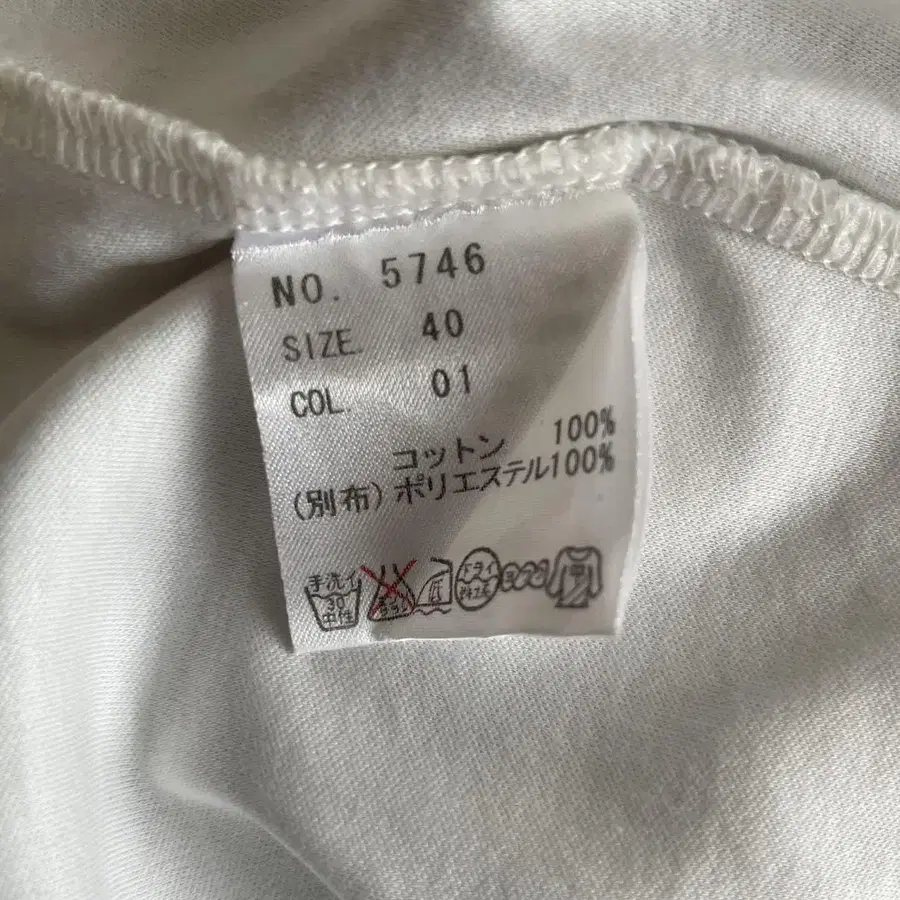 NO. 5746
SIZE. 40
COL. 01
コットン 100%
(別布) ポリエステル100%
手洗イ
30
中性
ドライ